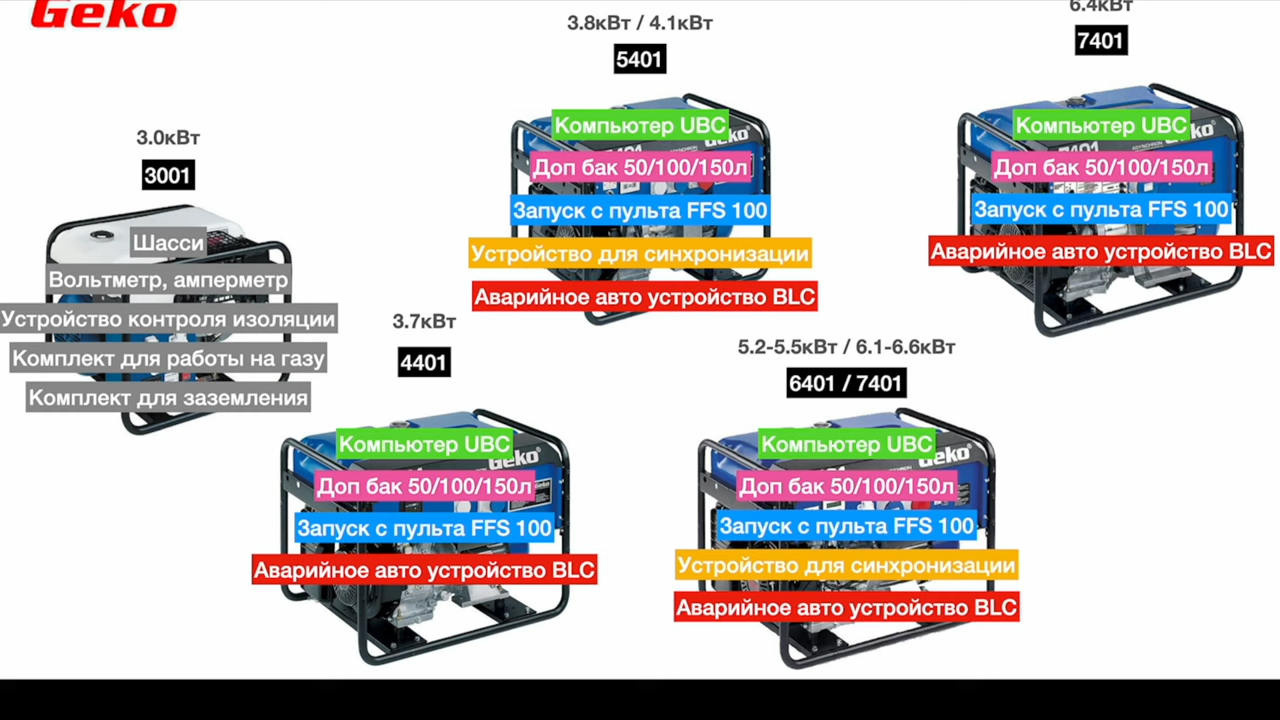 Geko
3.0кВт
3001
Шасси
Вольтметр, амперметр
Устройство контроля изоляции
Комплект для работы на газу
Комплект для заземления
3.7кВт
4401
Компьютер UBC
Geko
Доп бак 50/100/150л
Запуск с пульта FFS 100
Аварийное авто устройство BLC
3.8кВт / 4.1кВт
5401
Компьютер UBC
Geko
Доп бак 50/100/150л
Запуск с пульта FFS 100
Устройство для синхронизации
Аварийное авто устройство BLC
5.2-5.5кВт / 6.1-6.6кВт
6401 / 7401
Компьютер UBC
Geko
Доп бак 50/100/150л
Запуск с пульта FFS 100
Устройство для синхронизации
Аварийное авто устройство BLC
6.4кВт
7401
Компьютер UBC
Доп бак 50/100/150л
Запуск с пульта FFS 100
Аварийное авто устройство BLC